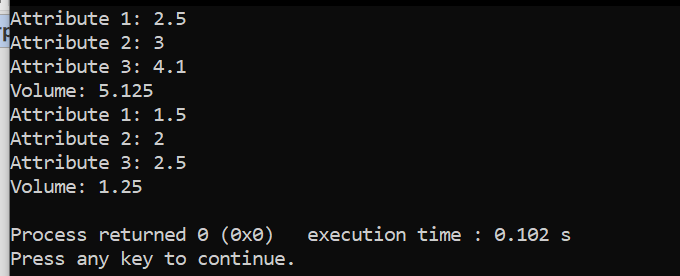 Attribute 1: 2.5
Attribute 2: 3
Attribute 3: 4.1
Volume: 5.125
Attribute 1: 1.5
Attribute 2: 2
Attribute 3: 2.5
Volume: 1.25
Process returned 0 (0x0)   execution time : 0.102 s
Press any key to continue.